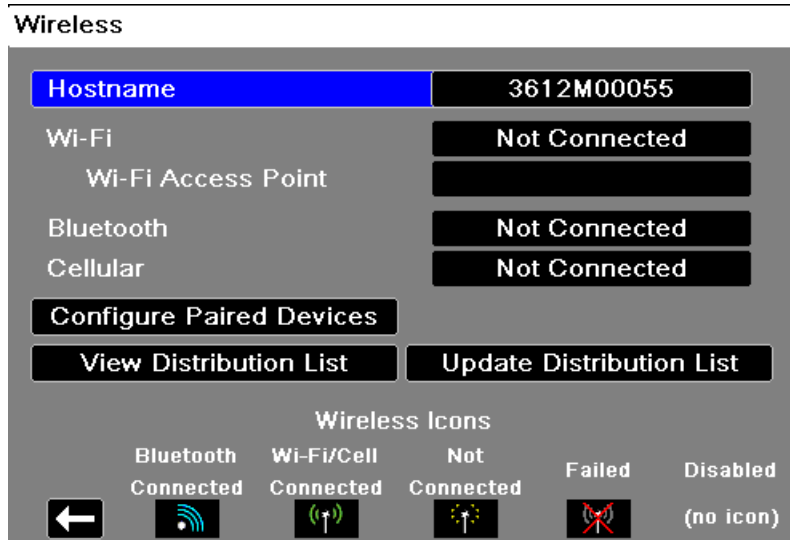 Wireless
Hostname 3612M00055
Wi-Fi Not Connected
Wi-Fi Access Point
Bluetooth Not Connected
Cellular Not Connected
Configure Paired Devices
View Distribution List Update Distribution List
Wireless Icons
Bluetooth Wi-Fi/Cell Not Failed Disabled
Connected Connected Connected
(no icon)